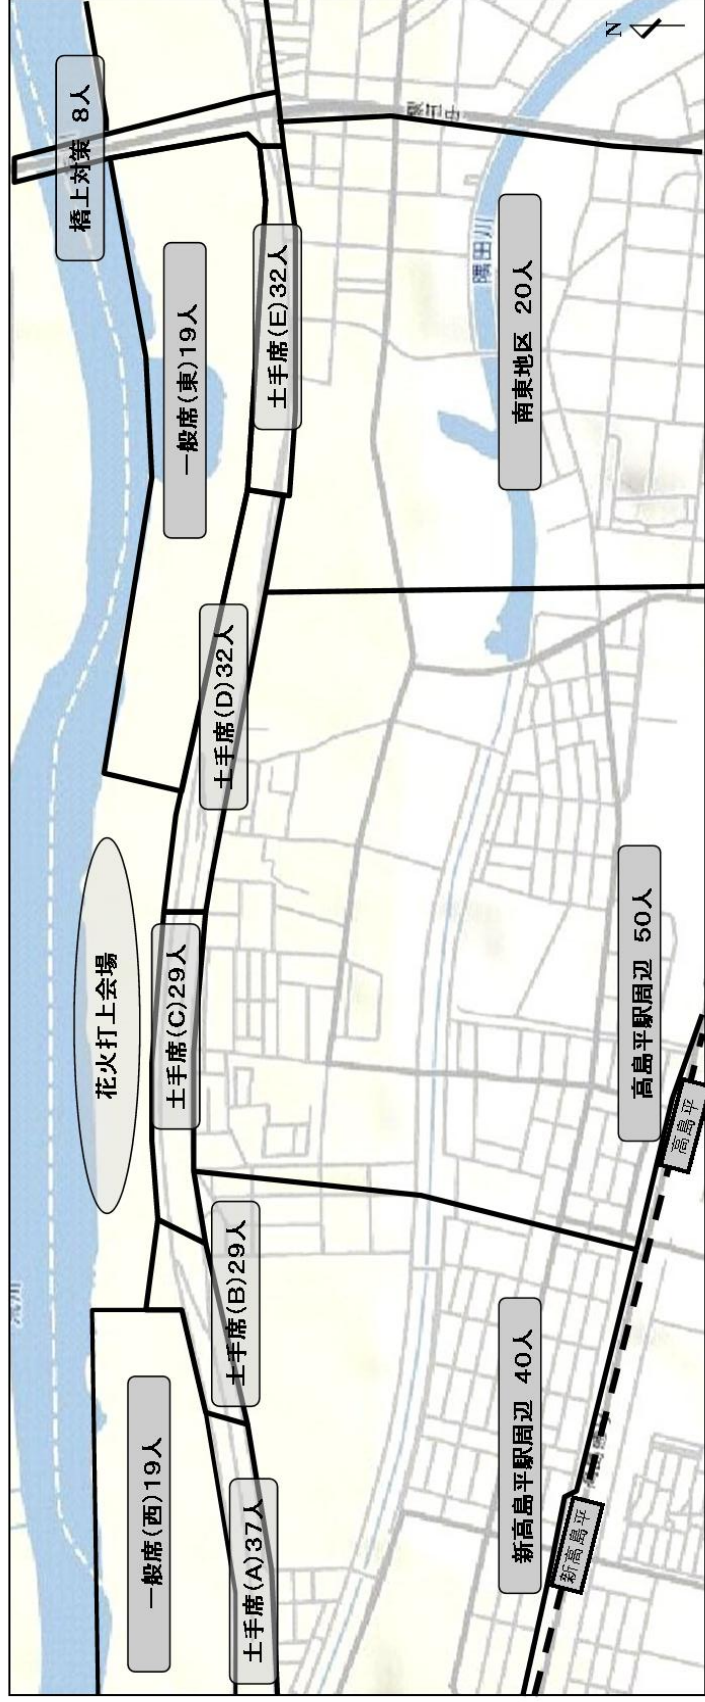 橋上対策 8人
一般席(東)19人
土手席(E)32人
隅田川
南東地区 20人
土手席(D)32人
花火打上会場
土手席(C)29人
高島平駅周辺 50人
高島平
土手席(B)29人
一般席(西)19人
土手席(A)37人
新高島平駅周辺 40人
新高島平
N